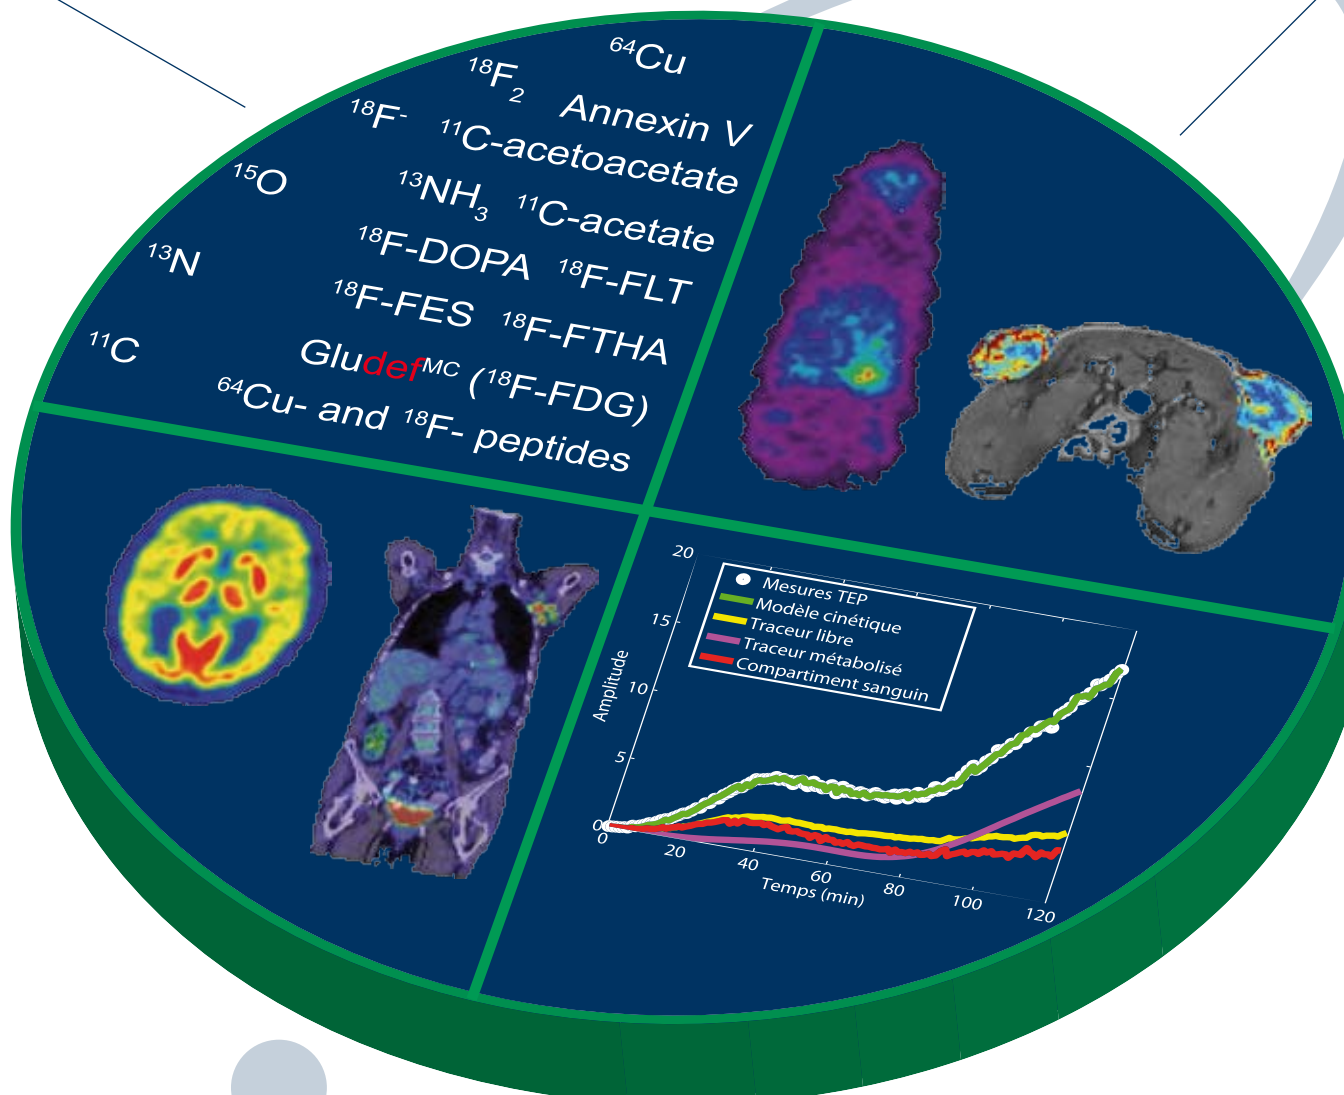 ⁶⁴Cu
¹⁸F₂
Annexin V
¹⁸F⁻
¹¹C-acetoacetate
¹⁵O
¹³NH₃ ¹¹C-acetate
¹³N
¹⁸F-DOPA ¹⁸F-FLT
¹⁸F-FES ¹⁸F-FTHA
¹¹C
Gludefᴹᶜ (¹⁸F-FDG)
⁶⁴Cu- and ¹⁸F- peptides
20
15
10
5
0
Amplitude
Mesures TEP
Modèle cinétique
Traceur libre
Traceur métabolisé
Compartiment sanguin
0 20 40 60 80 100 120
Temps (min)